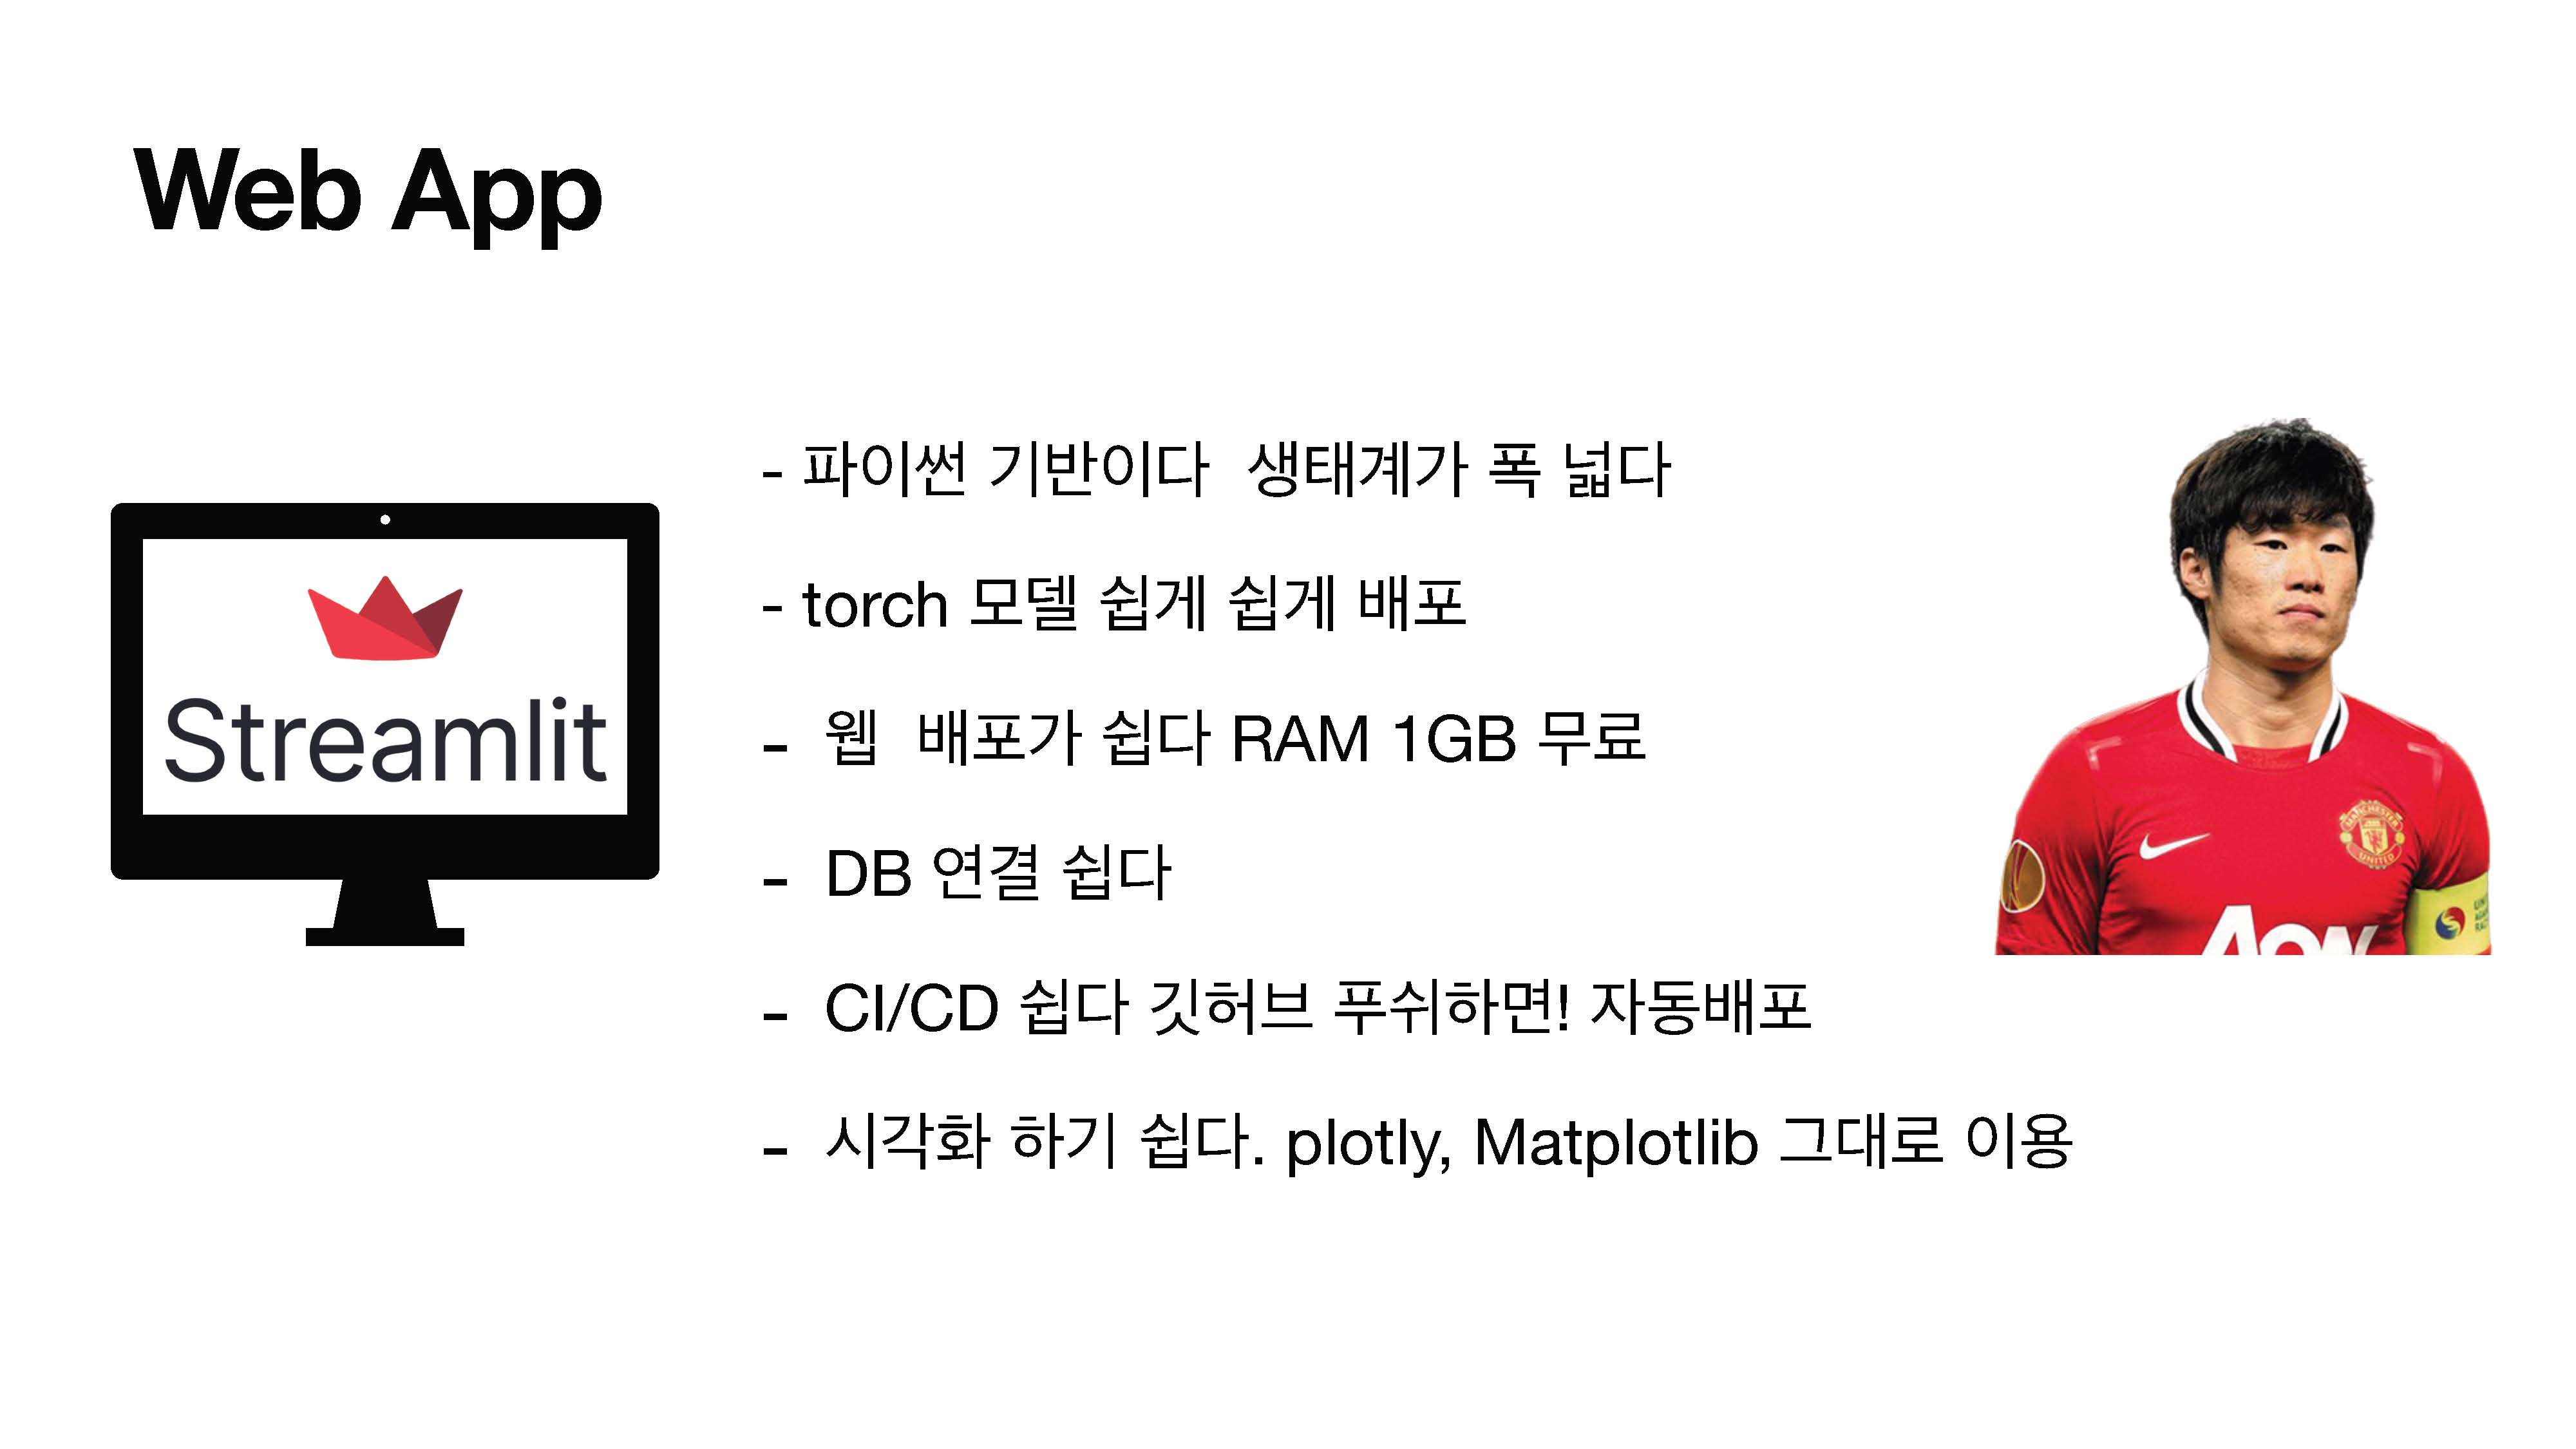 Web App
- 파이썬 기반이다  생태계가 폭 넓다
- torch 모델 쉽게 쉽게 배포
- 웹  배포가 쉽다 RAM 1GB 무료
- DB 연결 쉽다
- CI/CD 쉽다 깃허브 푸쉬하면! 자동배포
- 시각화 하기 쉽다. plotly, Matplotlib 그대로 이용
Streamlit
MANCHESTER
UNITED
AON